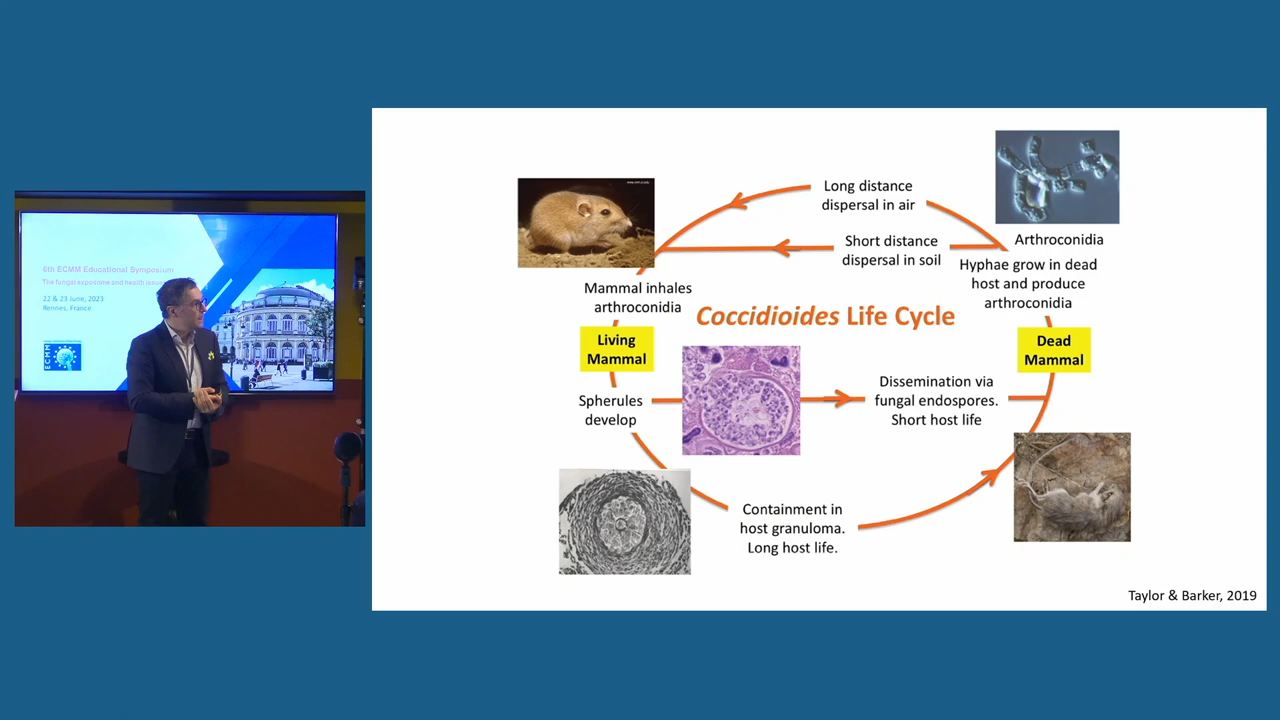 6th ECMM Educational Symposium
The fungal exposome and health issues
22 & 23 June, 2023
Rennes, France
ECMM
Long distance
dispersal in air
Short distance
dispersal in soil
Arthroconidia
Hyphae grow in dead
host and produce
arthroconidia
Mammal inhales
arthroconidia
Coccidioides Life Cycle
Living
Mammal
Dead
Mammal
Spherules
develop
Dissemination via
fungal endospores.
Short host life
Containment in
host granuloma.
Long host life.
Taylor & Barker, 2019